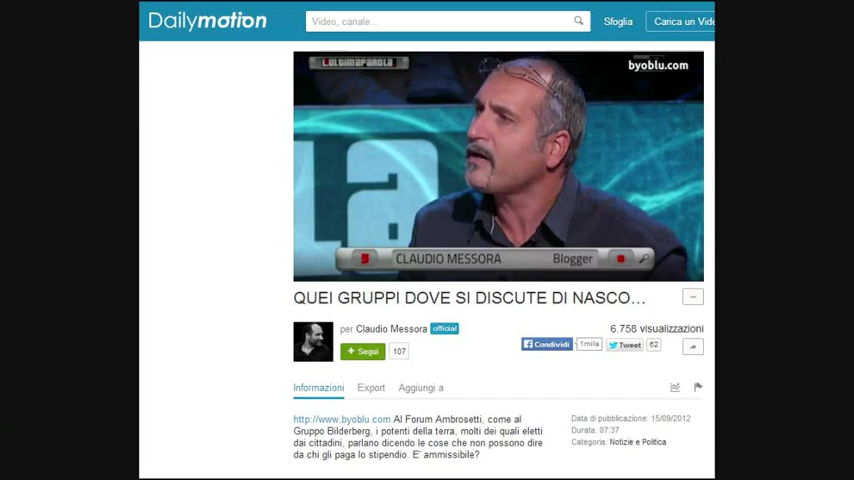 Dailymotion
Video, canale...
Sfoglia
Carica un Vide
L'ULTIMAPAROLA
byoblu.com
LA
CLAUDIO MESSORA Blogger
QUEI GRUPPI DOVE SI DISCUTE DI NASCO...
per Claudio Messora official
6.758 visualizzazioni
+ Segui 107
Condividi 1mila Tweet 62
Informazioni Export Aggiungi a
http://www.byoblu.com Al Forum Ambrosetti, come al
Gruppo Bilderberg, i potenti della terra, molti dei quali eletti
dai cittadini, parlano dicendo le cose che non possono dire
da chi gli paga lo stipendio. E' ammissibile?
Data di pubblicazione: 15/09/2012
Durata: 07:37
Categoria: Notizie e Politica